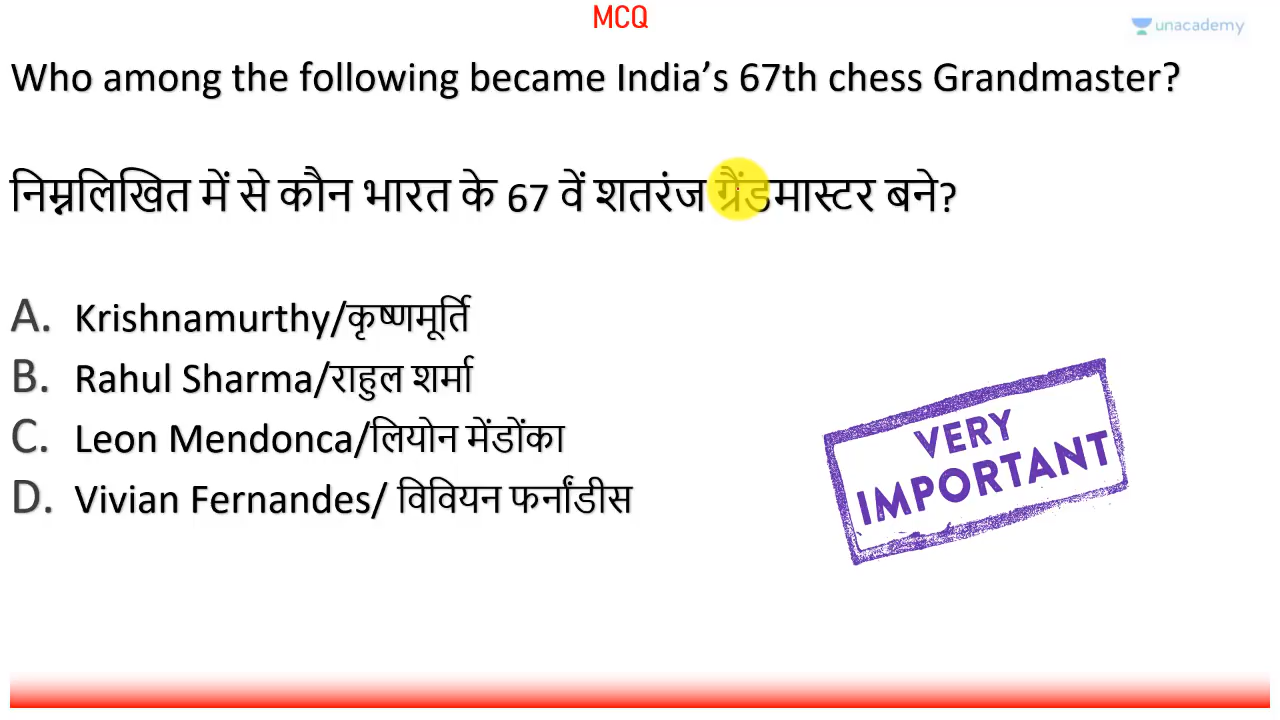 MCQ
unacademy
Who among the following became India’s 67th chess Grandmaster?
निम्नलिखित में से कौन भारत के 67 वें शतरंज ग्रैंडमास्टर बने?
A. Krishnamurthy/कृष्णमूर्ति
B. Rahul Sharma/राहुल शर्मा
C. Leon Mendonca/लियोन मेंडोंका
D. Vivian Fernandes/ विवियन फर्नांडीस
VERY
IMPORTANT